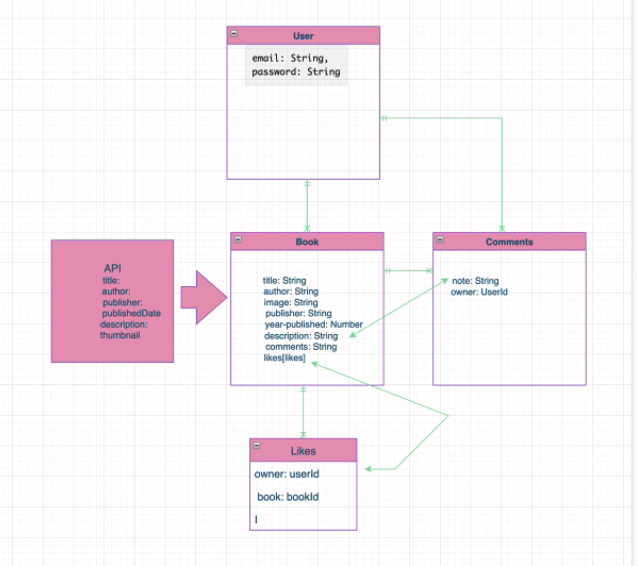 User
email: String,
password: String
API
title:
author:
publisher:
publishedDate
description:
thumbnail
Book
title: String
author: String
image: String
publisher: String
year-published: Number
description: String
comments: String
likes[likes]
Comments
note: String
owner: UserId
Likes
owner: userId
book: bookId
I